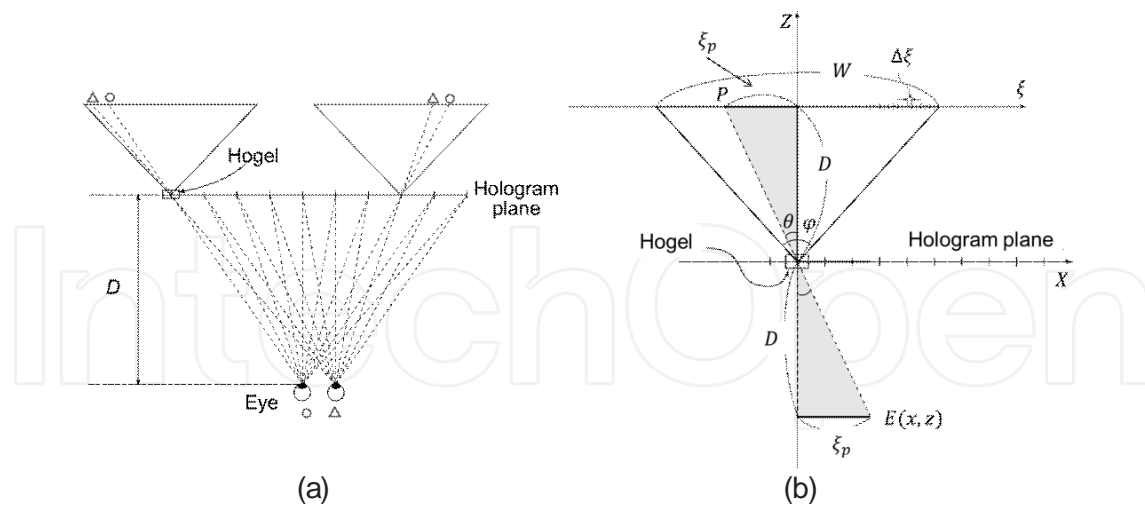 Hogel
Hologram plane
D
Eye
(a)
Z
ξp
W
Δξ
P
ξ
D
θ φ
Hogel
Hologram plane
X
D
E(x, z)
ξp
(b)
IntechOpen